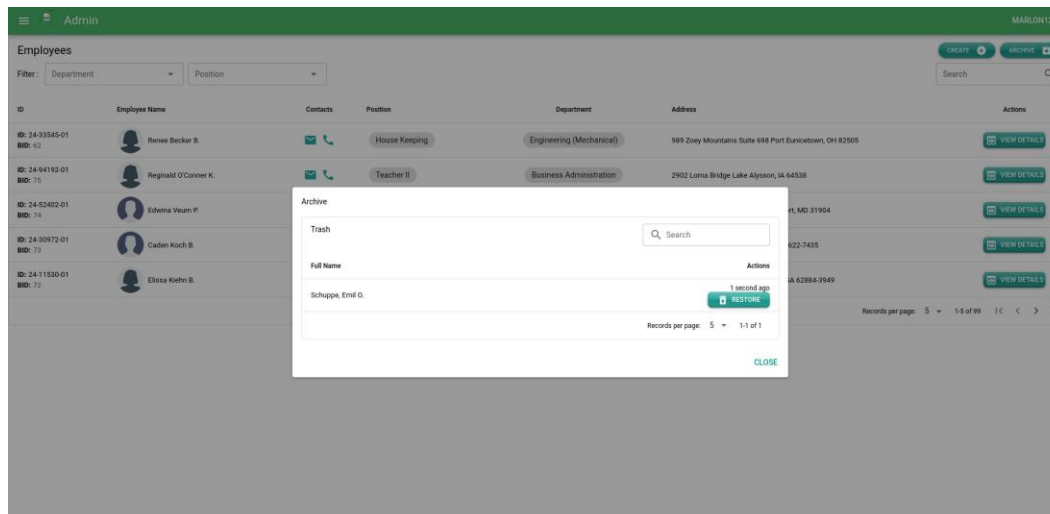 Admin
MARLON12
Employees
CREATE
ARCHIVE
Filter : Department Position
Search
ID Employee Name Contacts Position Department Address Actions
ID: 24-33545-01
BID: 62
Renee Becker B. House Keeping Engineering (Mechanical) 989 Zoey Mountains Suite 698 Port Eunicetown, OH 82505 VIEW DETAILS
ID: 24-94192-01
BID: 75
Reginald O'Conner K. Teacher II Business Administration 2902 Loma Bridge Lake Alysson, IA 64538 VIEW DETAILS
ID: 24-52402-01
BID: 74
Edwina Veum P. rt, MD 31904 VIEW DETAILS
ID: 24-30972-01
BID: 73
Caden Koch B. 622-7435 VIEW DETAILS
ID: 24-11530-01
BID: 72
Elissa Kiehn B. 62884-3949 VIEW DETAILS
Records per page: 5 1-5 of 99
Archive
Trash
Search
Full Name Actions
Schuppe, Emil O.
1 second ago
RESTORE
Records per page: 5 1-1 of 1
CLOSE